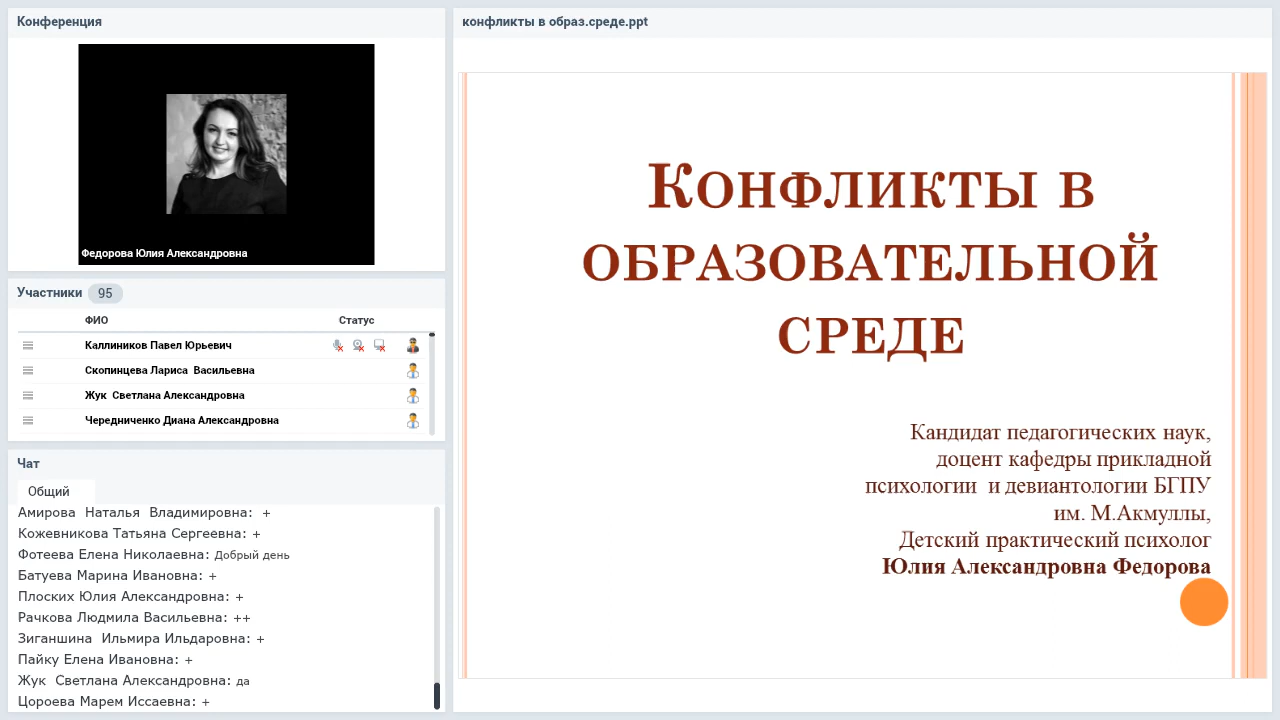 Конференция
Федорова Юлия Александровна
Участники 95
ФИО Статус
Каллиников Павел Юрьевич
Скопинцева Лариса Васильевна
Жук Светлана Александровна
Чередниченко Диана Александровна
Чат
Общий
Амирова Наталья Владимировна: +
Кожевникова Татьяна Сергеевна: +
Фотеева Елена Николаевна: Добрый день
Батуева Марина Ивановна: +
Плоских Юлия Александровна: +
Рачкова Людмила Васильевна: ++
Зиганшина Ильмира Ильдаровна: +
Пайку Елена Ивановна: +
Жук Светлана Александровна: да
Цороева Марем Иссаевна: +
конфликты в образ.среде.ppt
Конфликты в
образовательной
среде
Кандидат педагогических наук,
доцент кафедры прикладной
психологии и девиантологии БГПУ
им. М.Акмуллы,
Детский практический психолог
Юлия Александровна Федорова